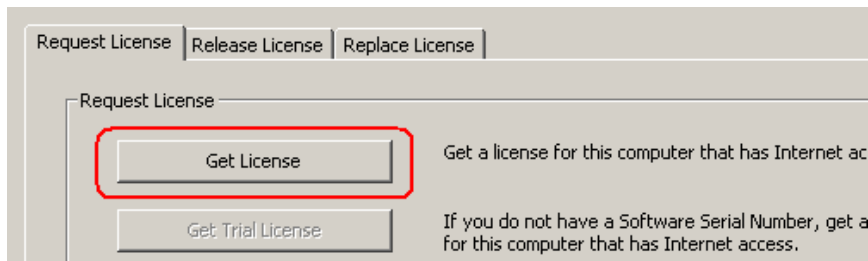 Request License Release License Replace License
Request License
Get License Get a license for this computer that has Internet
Get Trial License If you do not have a Software Serial Number, get a
for this computer that has Internet access.